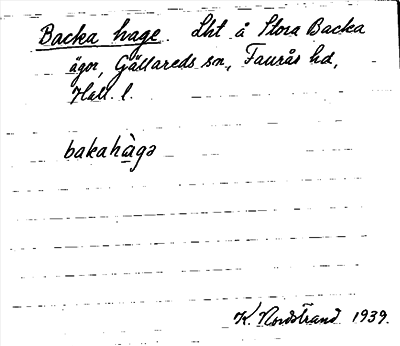 Backa hage. Lht å Stora Backa
ägor, Gällareds sn, Faurås hd,
Hall. l.
bakahàgə
K. Nordstrand 1939.